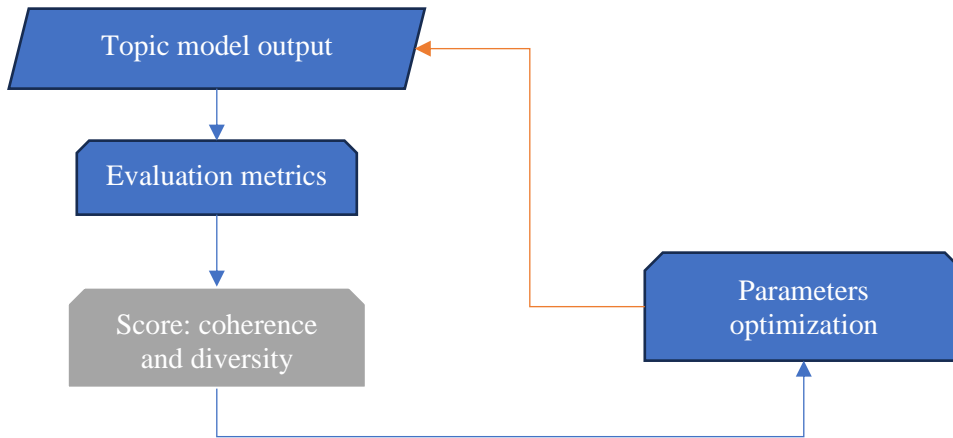 Topic model output
Evaluation metrics
Score: coherence
and diversity
Parameters
optimization